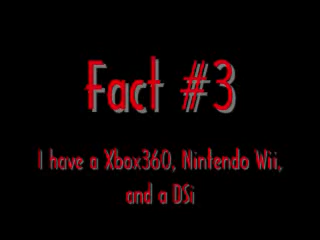 Fact #3
I have a Xbox360, Nintendo Wii,
and a DSi